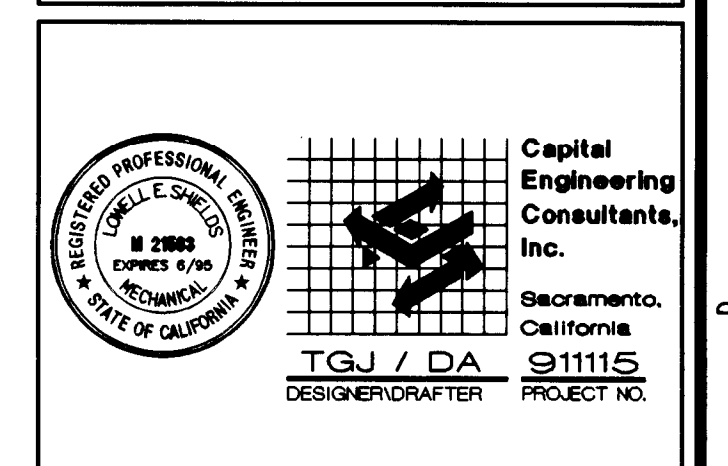 REGISTERED PROFESSIONAL ENGINEER
LOWELL E. SHIELDS
M 21583
EXPIRES 6/95
MECHANICAL
★ STATE OF CALIFORNIA ★
Capital
Engineering
Consultants,
Inc.
Sacramento,
California
TGJ / DA
DESIGNER\DRAFTER
911115
PROJECT NO.